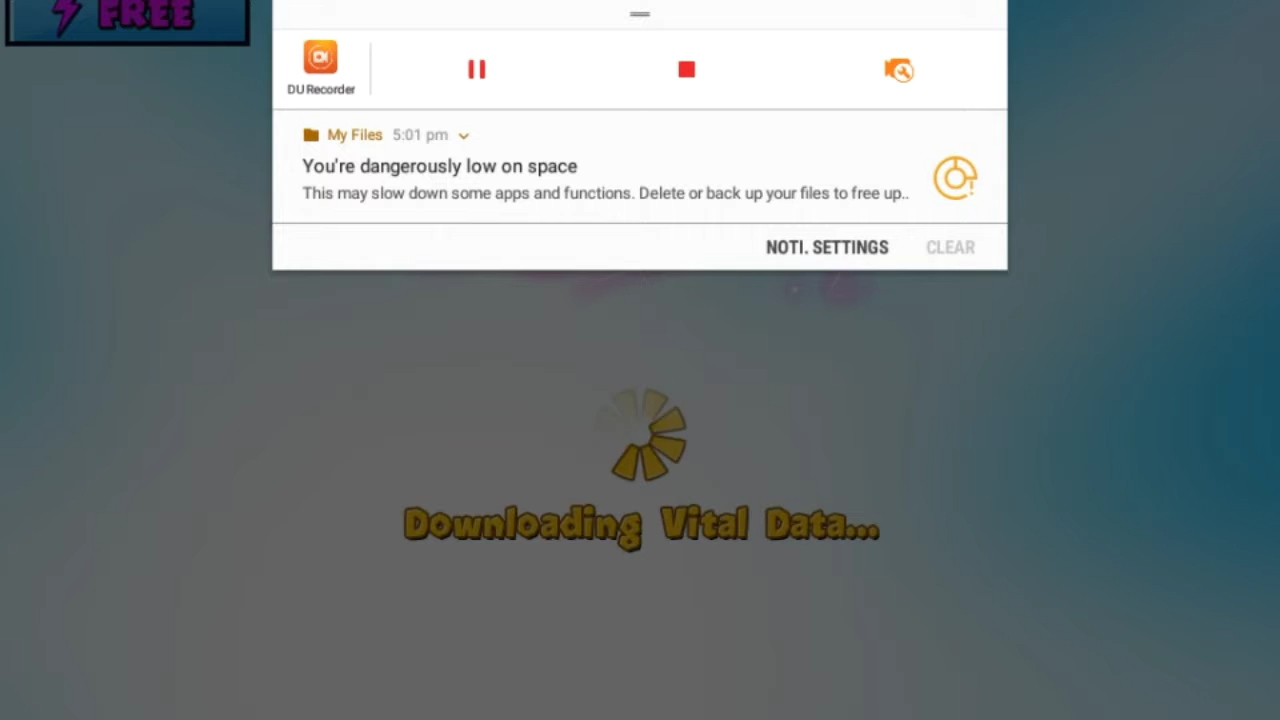 FREE
DU Recorder
My Files 5:01 pm
You're dangerously low on space
This may slow down some apps and functions. Delete or back up your files to free up..
NOTI. SETTINGS CLEAR
Downloading Vital Data...